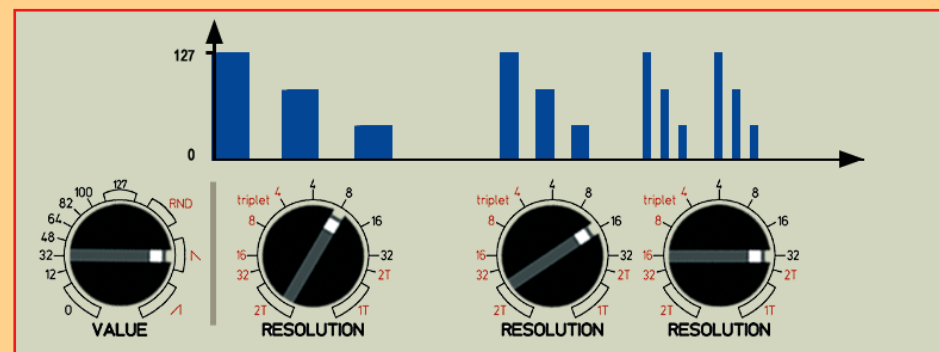 127
0
127
100
82
64
48
32
12
0
RND
VALUE
triplet 4
8
16
32
2T
4
8
16
32
2T
1T
RESOLUTION
triplet 4
8
16
32
2T
4
8
16
32
2T
1T
RESOLUTION
triplet 4
8
16
32
2T
4
8
16
32
2T
1T
RESOLUTION